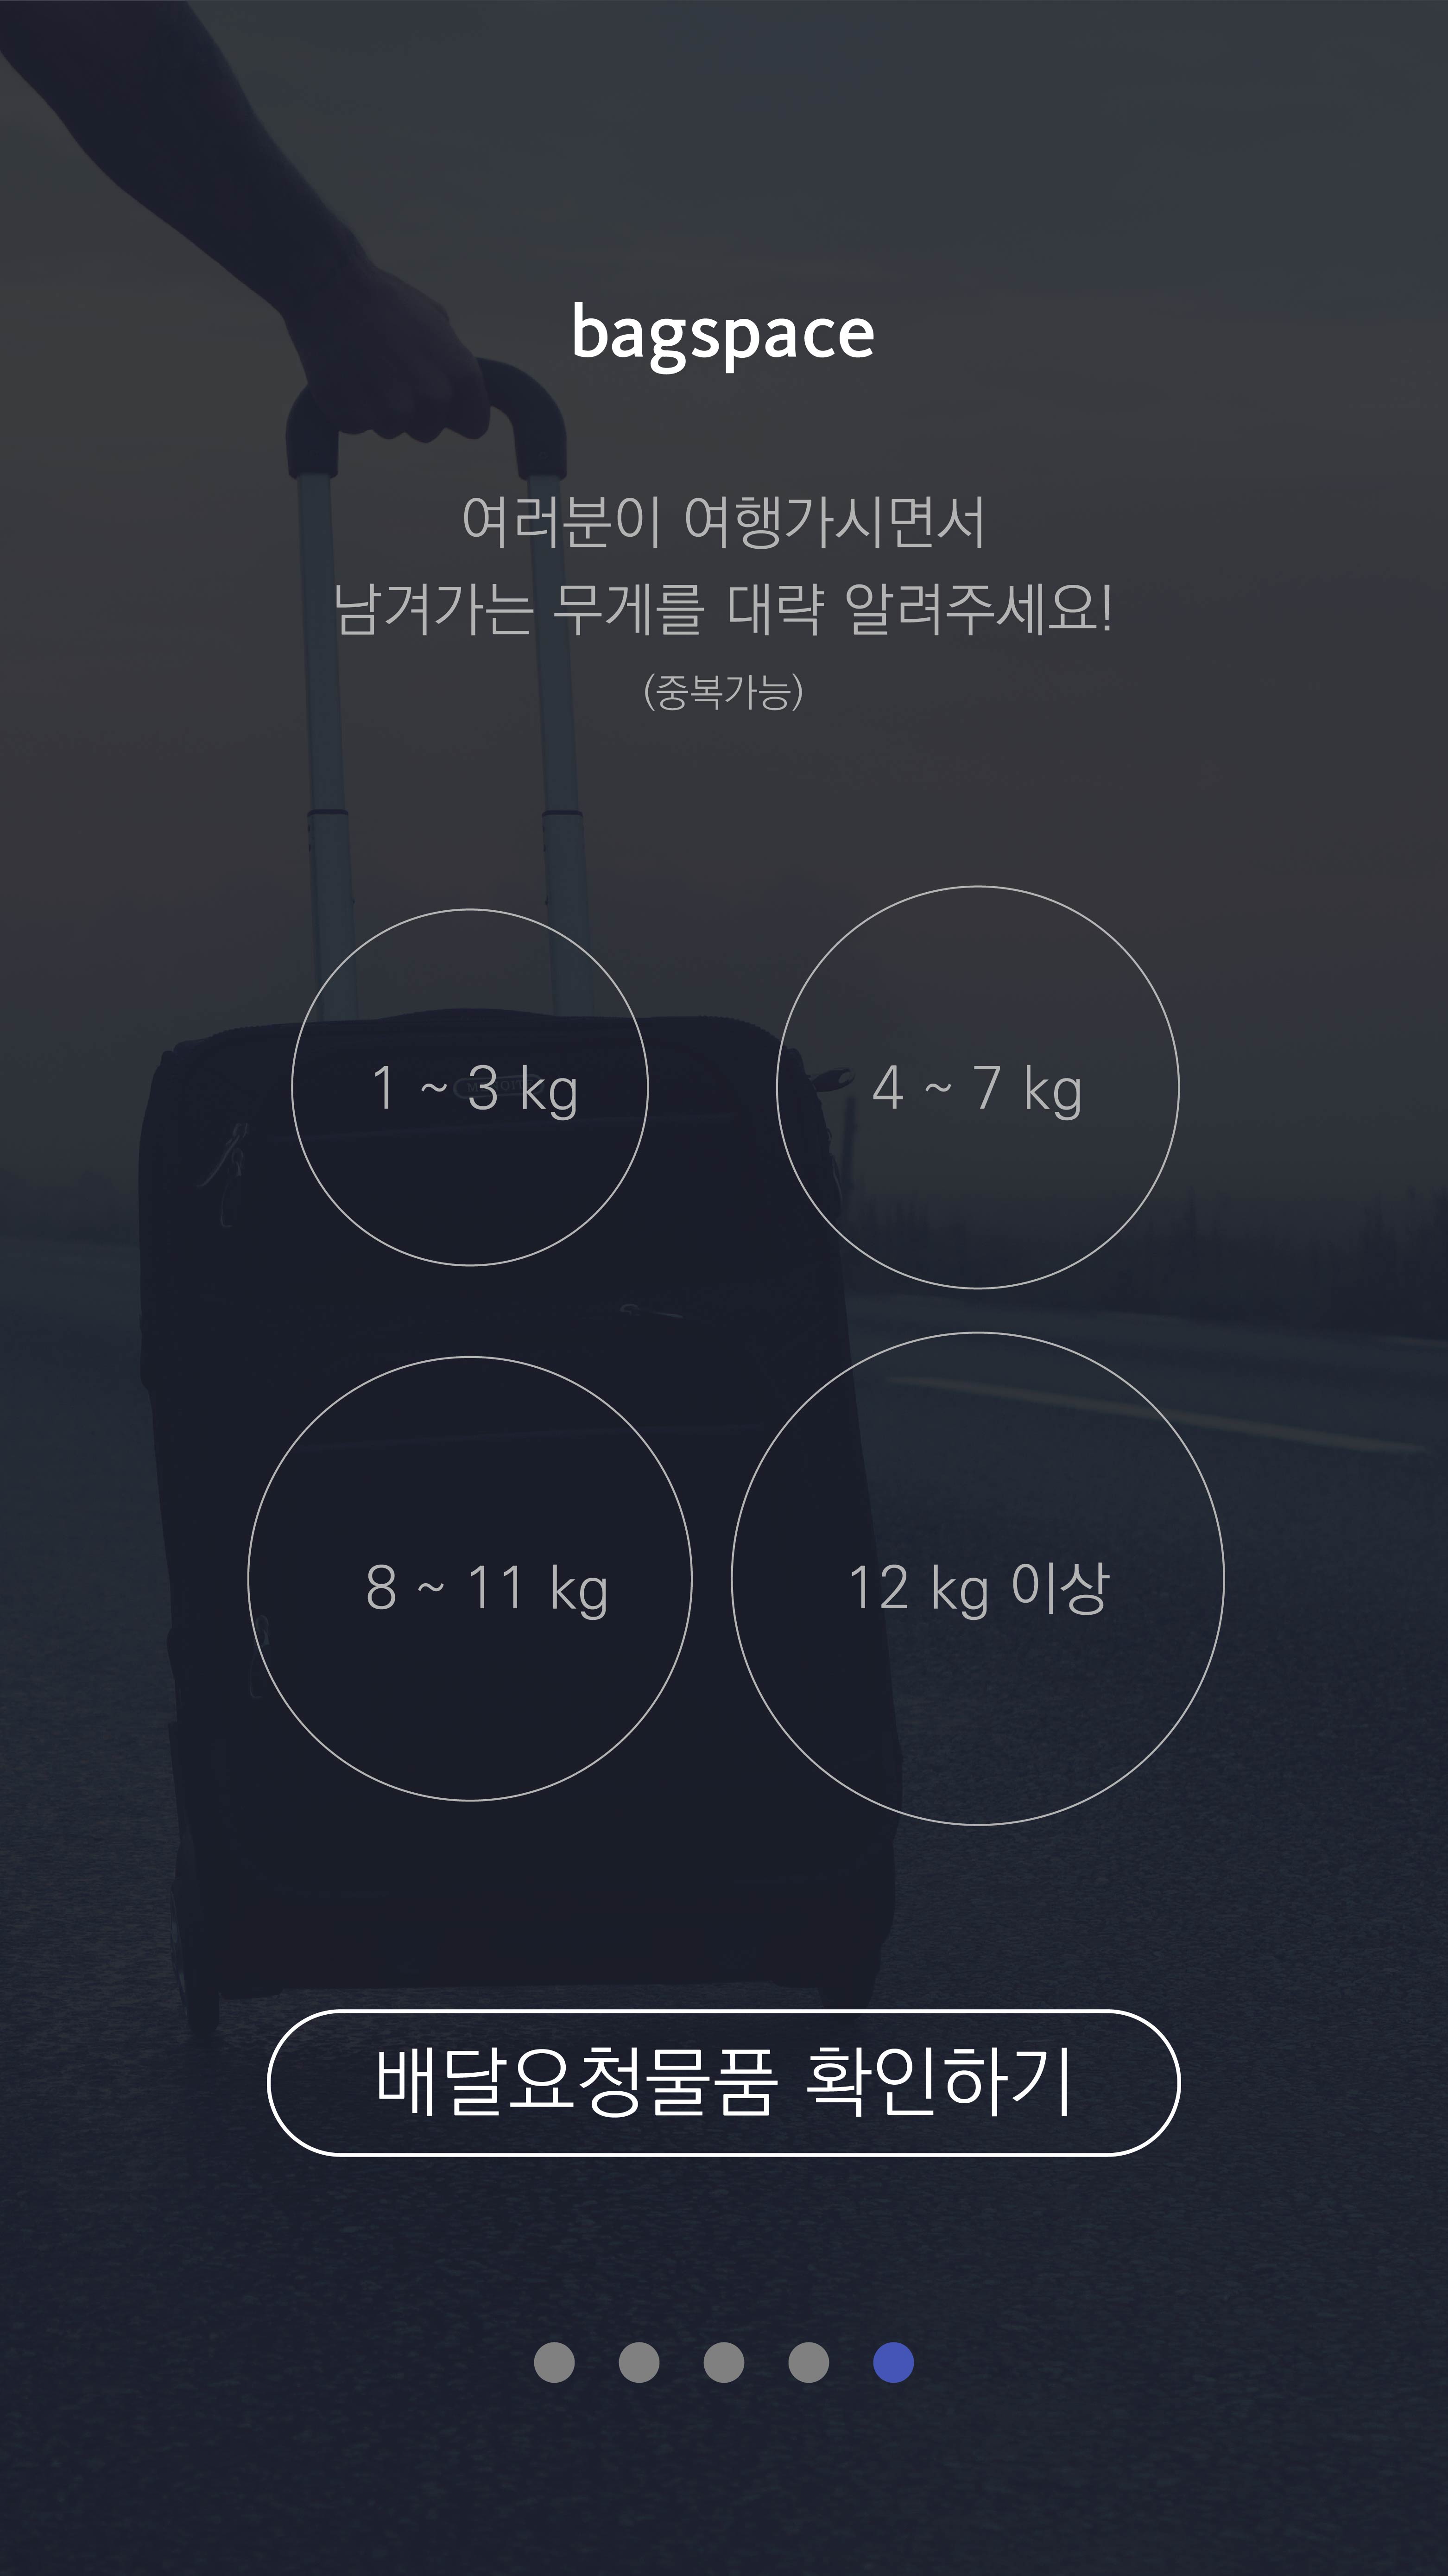 bagspace
여러분이 여행가시면서
남겨가는 무게를 대략 알려주세요!
(중복가능)
1 ~ 3 kg
4 ~ 7 kg
8 ~ 11 kg
12 kg 이상
배달요청물품 확인하기